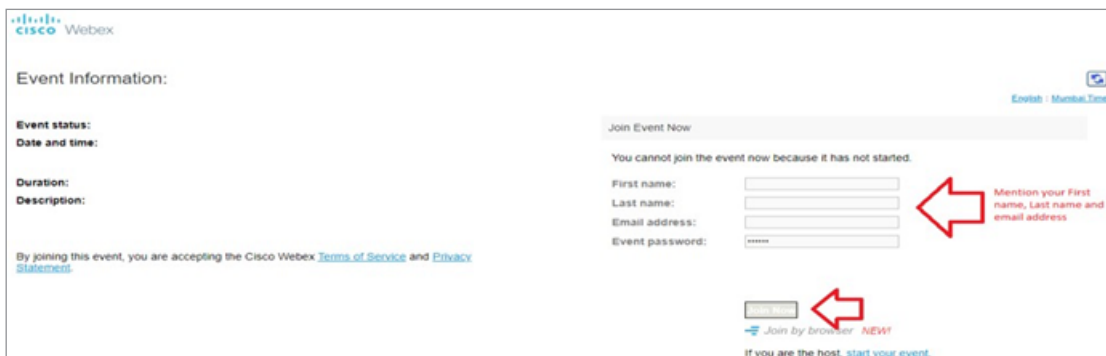 cisco Webex
Event Information:
English : Mumbai Time
Event status:
Date and time:
Duration:
Description:
By joining this event, you are accepting the Cisco Webex Terms of Service and Privacy
Statement.
Join Event Now
You cannot join the event now because it has not started.
First name:
Last name:
Email address:
Event password:
Mention your First
name, Last name and
email address
Join Now
Join by browser NEW!
If you are the host, start your event.